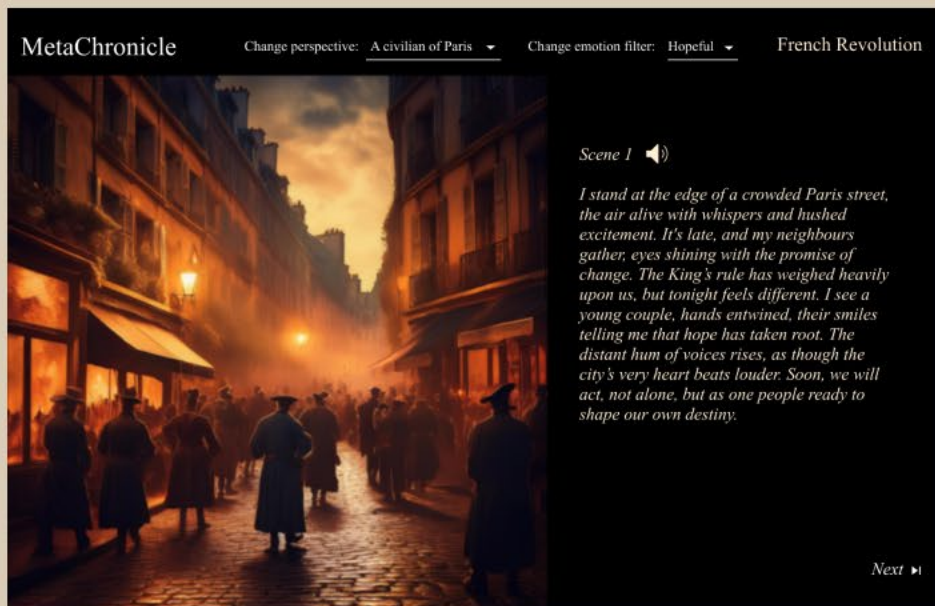 MetaChronicle
Change perspective: A civilian of Paris
Change emotion filter: Hopeful
French Revolution
Scene 1
I stand at the edge of a crowded Paris street,
the air alive with whispers and hushed
excitement. It's late, and my neighbours
gather, eyes shining with the promise of
change. The King's rule has weighed heavily
upon us, but tonight feels different. I see a
young couple, hands entwined, their smiles
telling me that hope has taken root. The
distant hum of voices rises, as though the
city's very heart beats louder. Soon, we will
act, not alone, but as one people ready to
shape our own destiny.
Next